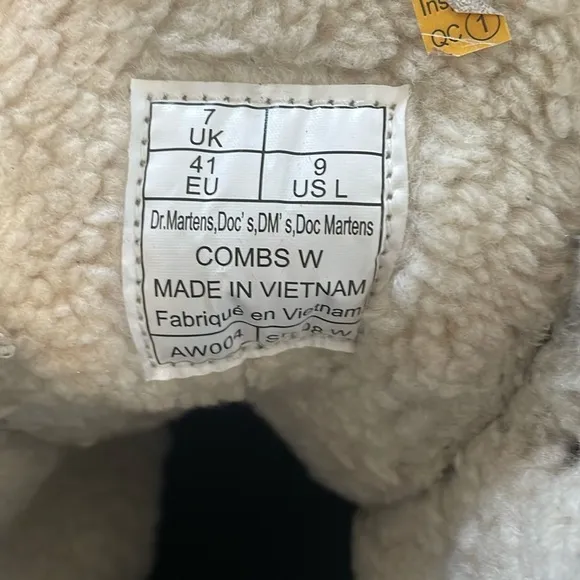 QC 1
7
UK
41
EU
9
US L
Dr.Martens,Doc's,DM's,Doc Martens
COMBS W
MADE IN VIETNAM
Fabriqué en Vietnam
AW004